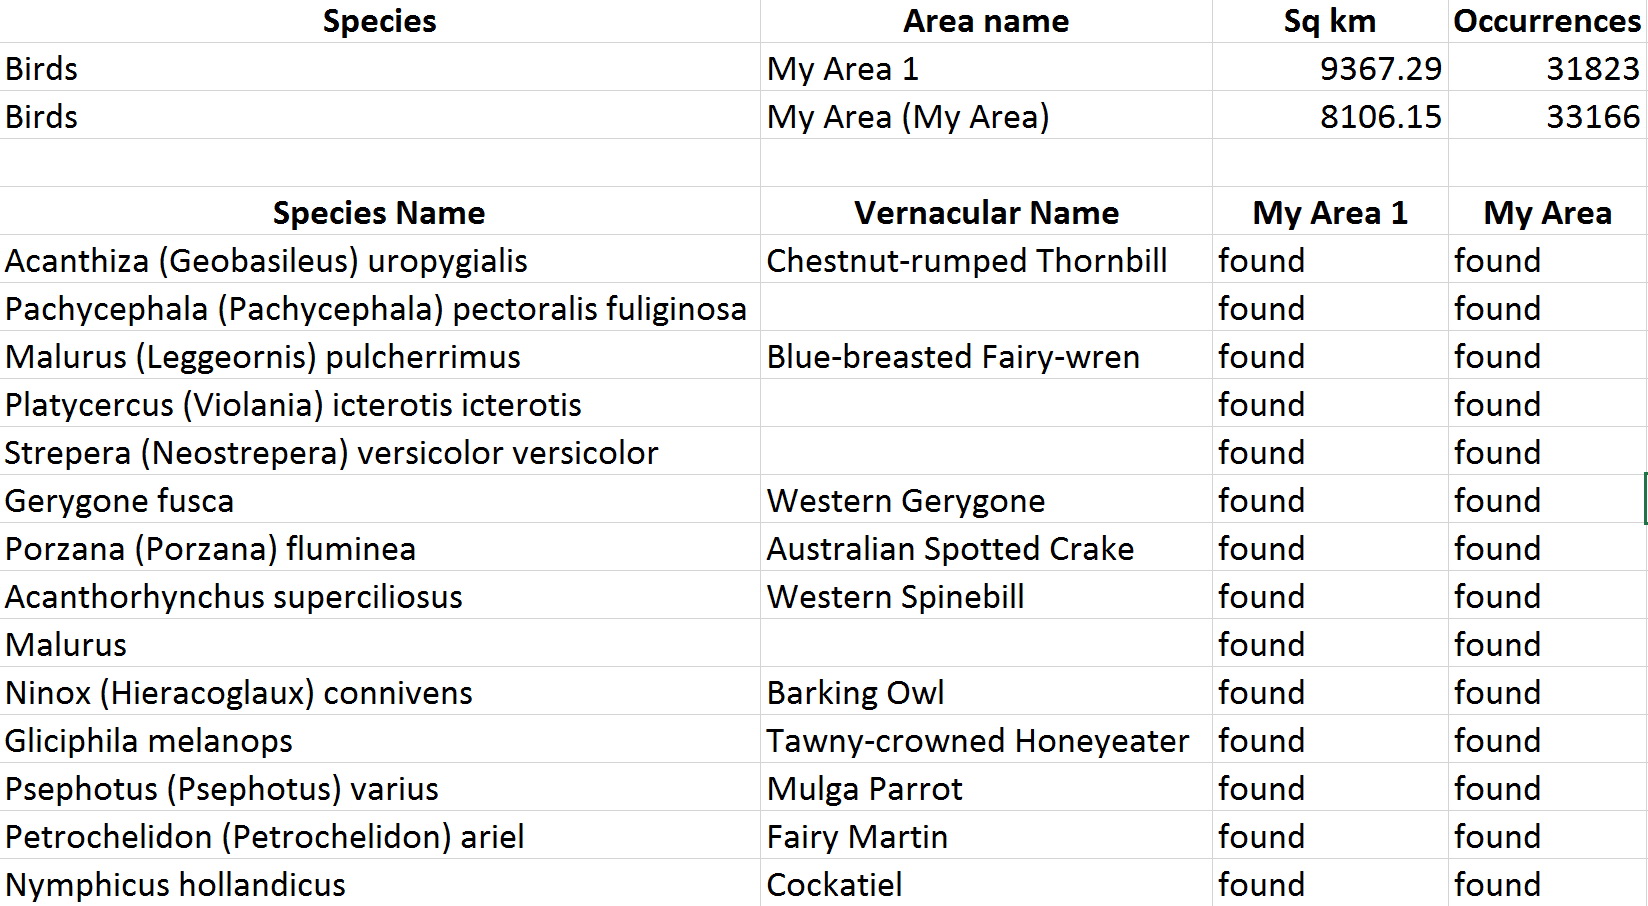 Species Area name Sq km Occurrences
Birds My Area 1 9367.29 31823
Birds My Area (My Area) 8106.15 33166
Species Name Vernacular Name My Area 1 My Area
Acanthiza (Geobasileus) uropygialis Chestnut-rumped Thornbill found found
Pachycephala (Pachycephala) pectoralis fuliginosa found found
Malurus (Leggeornis) pulcherrimus Blue-breasted Fairy-wren found found
Platycercus (Violania) icterotis icterotis found found
Strepera (Neostrepera) versicolor versicolor found found
Gerygone fusca Western Gerygone found found
Porzana (Porzana) fluminea Australian Spotted Crake found found
Acanthorhynchus superciliosus Western Spinebill found found
Malurus found found
Ninox (Hieracoglaux) connivens Barking Owl found found
Gliciphila melanops Tawny-crowned Honeyeater found found
Psephotus (Psephotus) varius Mulga Parrot found found
Petrochelidon (Petrochelidon) ariel Fairy Martin found found
Nymphicus hollandicus Cockatiel found found